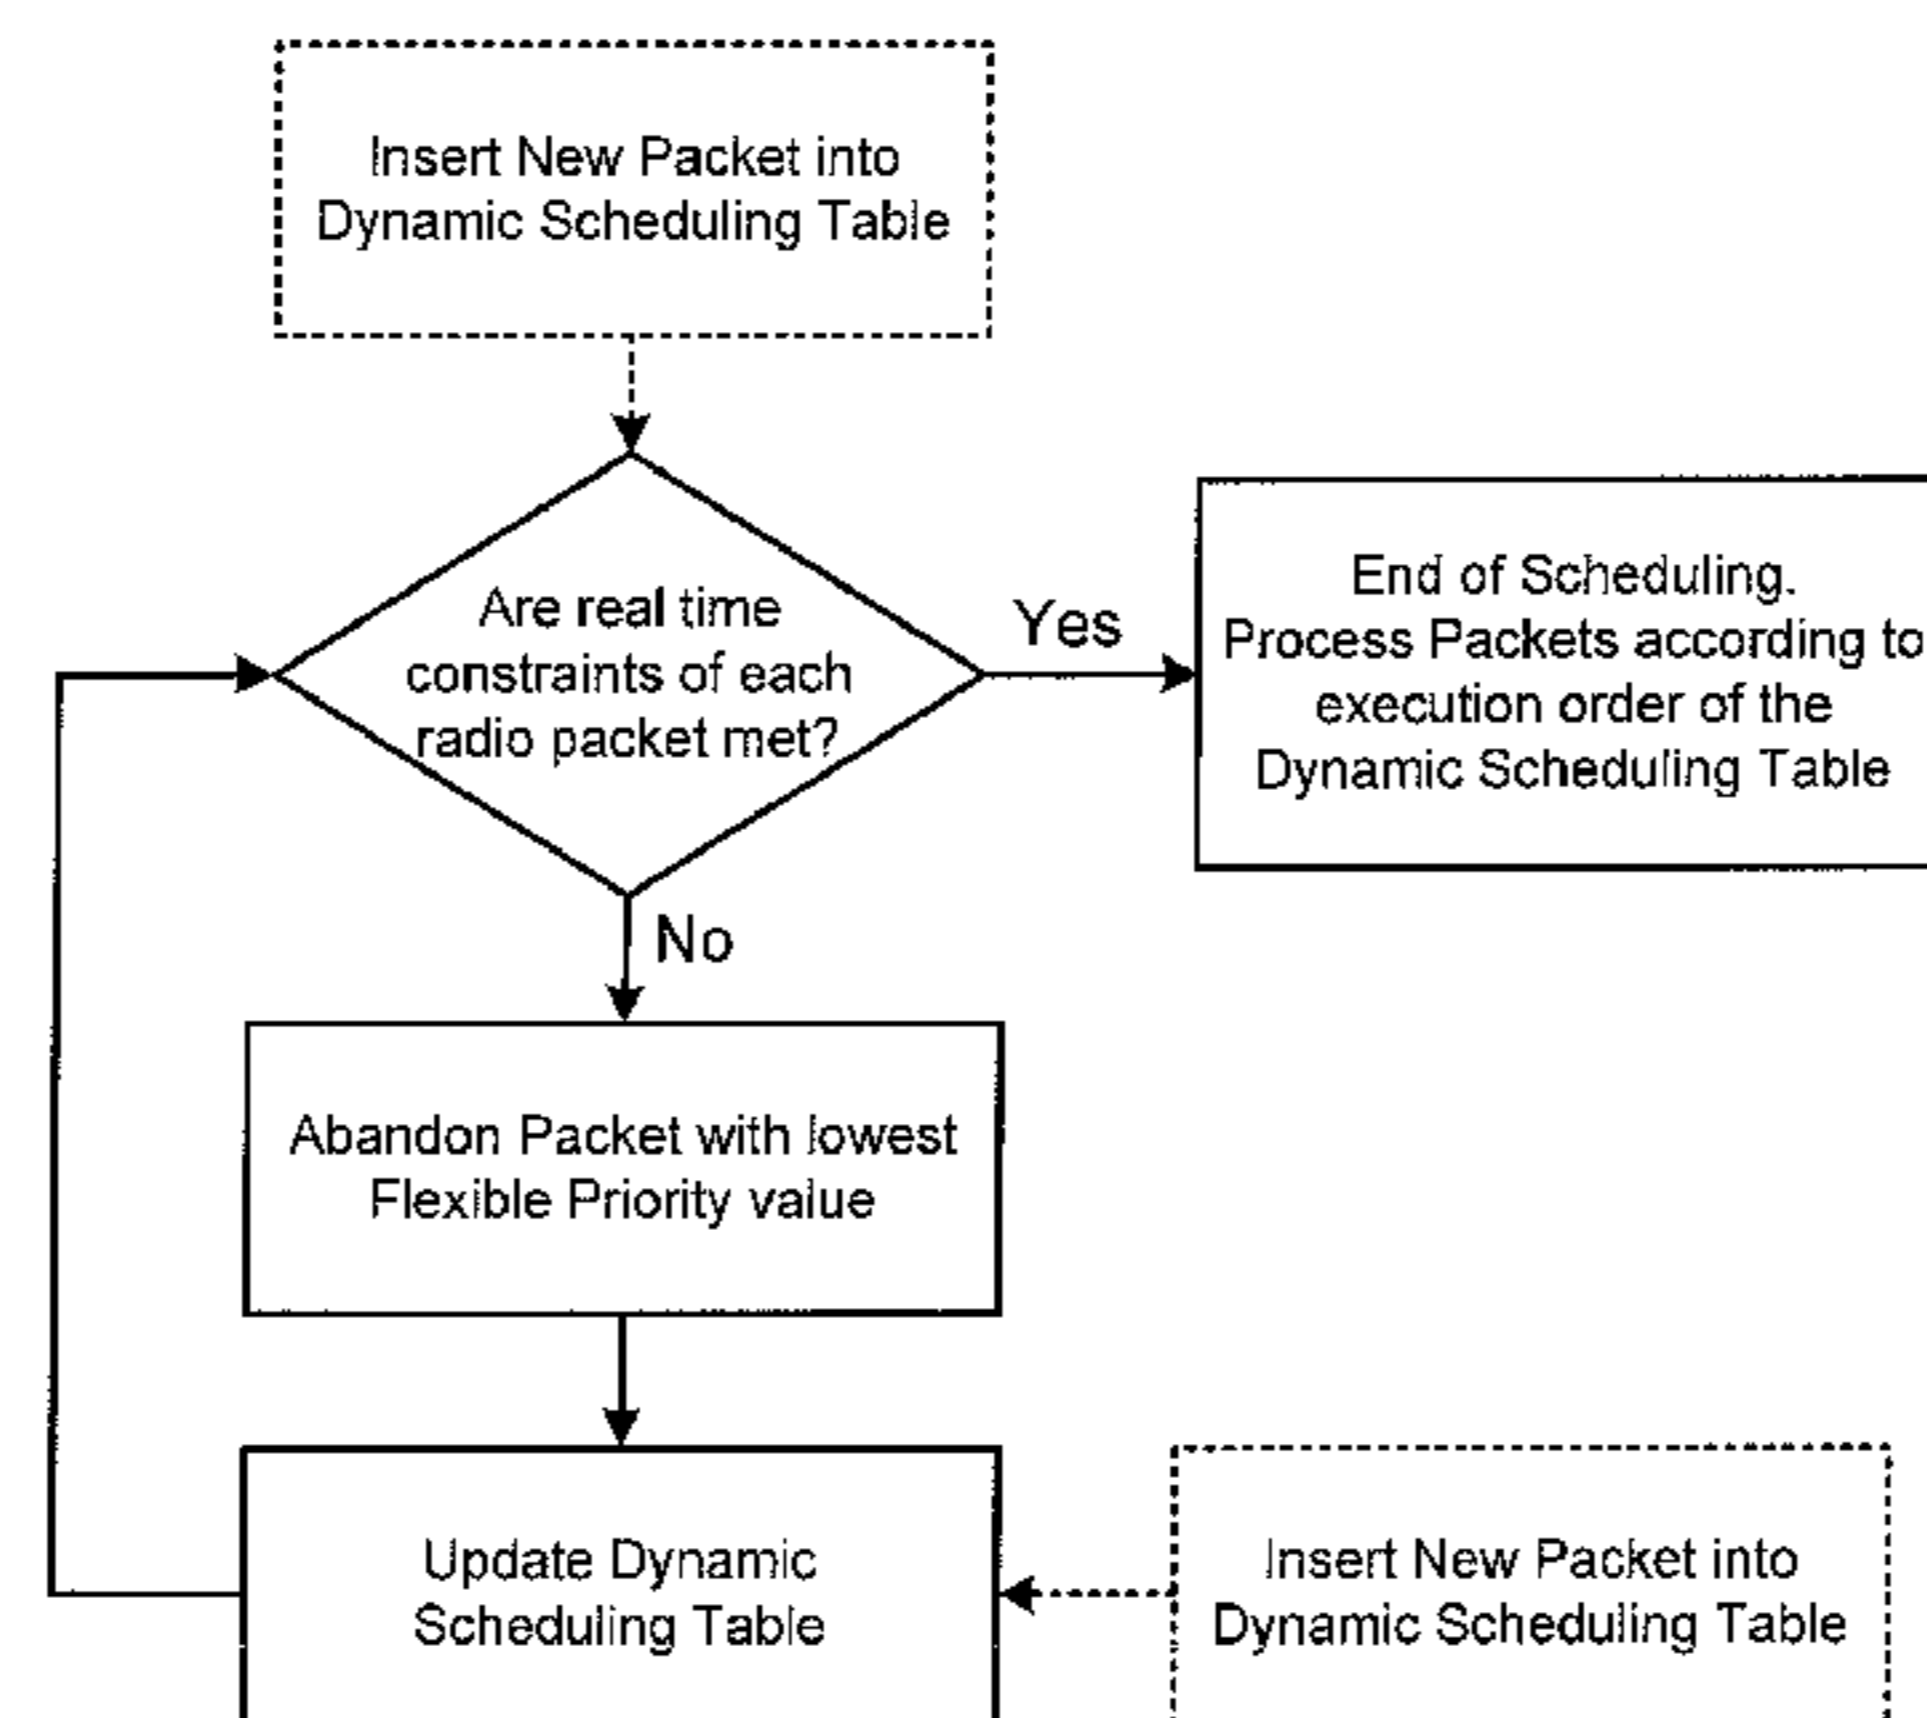 Insert New Packet into
Dynamic Scheduling Table
Are real time
constraints of each
radio packet met?
Yes
End of Scheduling.
Process Packets according to
execution order of the
Dynamic Scheduling Table
No
Abandon Packet with lowest
Flexible Priority value
Update Dynamic
Scheduling Table
Insert New Packet into
Dynamic Scheduling Table